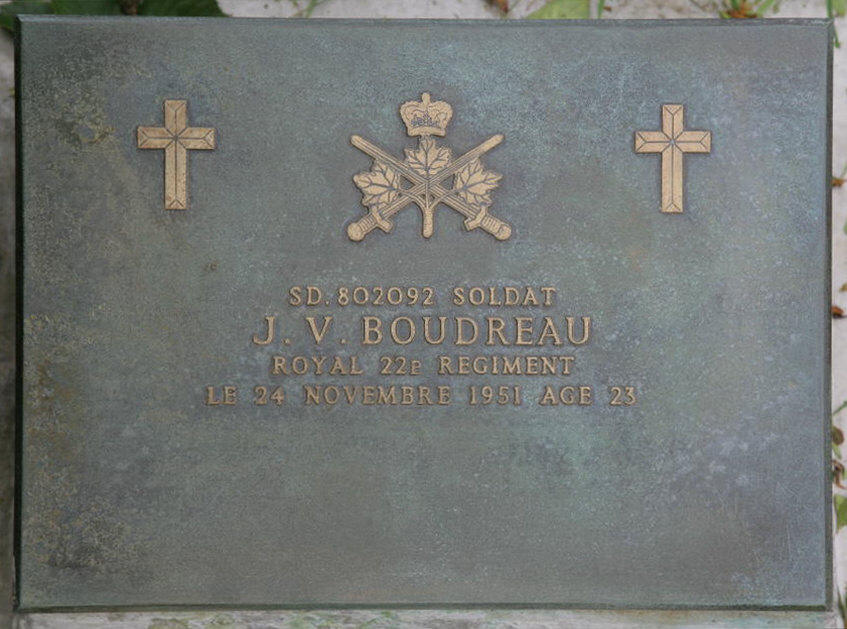 SD. 802092 SOLDAT
J. V. BOUDREAU
ROYAL 22E REGIMENT
LE 24 NOVEMBRE 1951 AGE 23